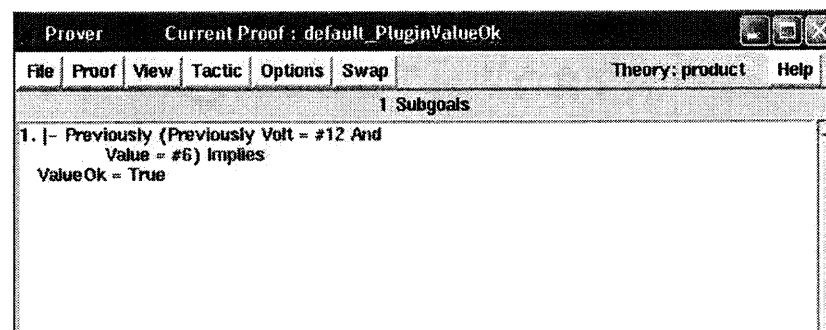 Prover Current Proof : default_PluginValueOk
File Proof View Tactic Options Swap Theory: product Help
1 Subgoals
1. |- Previously (Previously Volt = #12 And
Value = #6) Implies
ValueOk = True